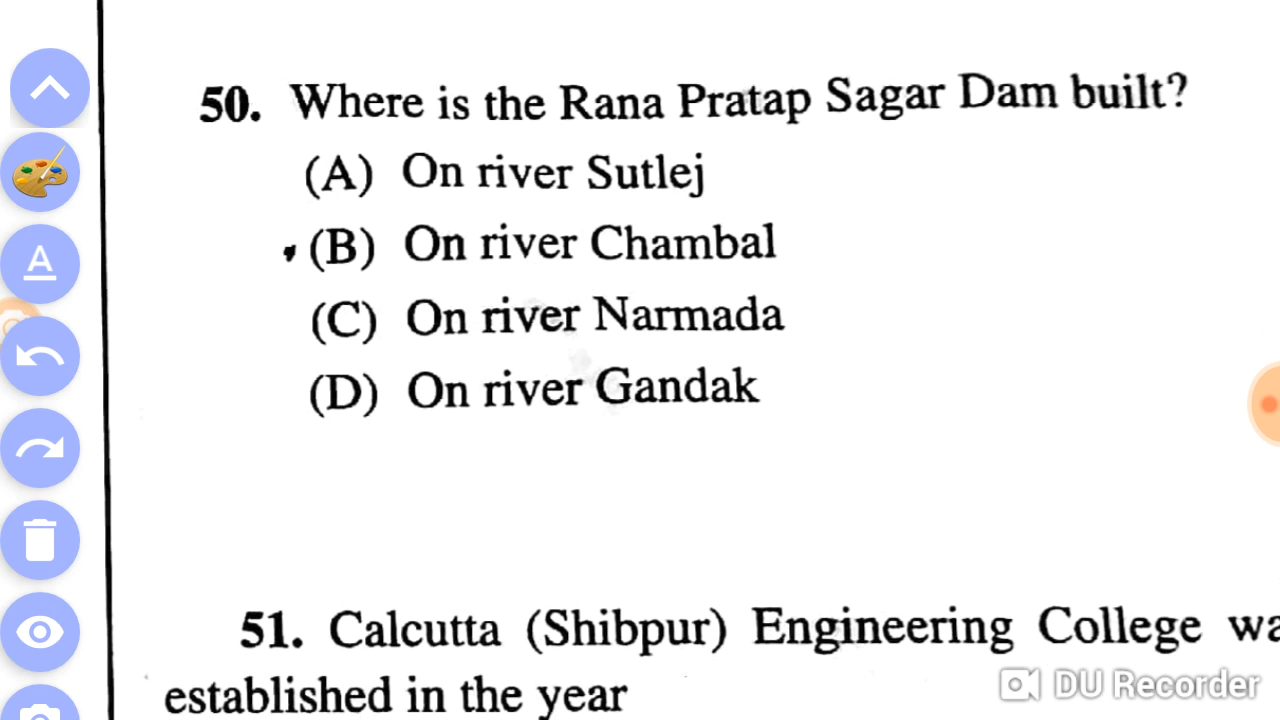 50. Where is the Rana Pratap Sagar Dam built?
(A) On river Sutlej
(B) On river Chambal
(C) On river Narmada
(D) On river Gandak
51. Calcutta (Shibpur) Engineering College wa
established in the year
DU Recorder
A